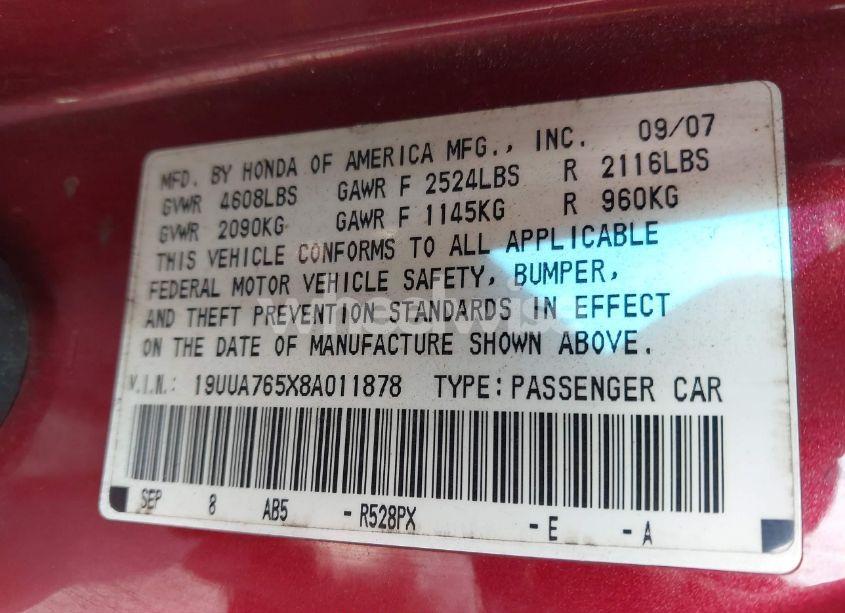 MFD. BY HONDA OF AMERICA MFG., INC. 09/07
GVWR 4608LBS GAWR F 2524LBS R 2116LBS
GVWR 2090KG GAWR F 1145KG R 960KG
THIS VEHICLE CONFORMS TO ALL APPLICABLE
FEDERAL MOTOR VEHICLE SAFETY, BUMPER,
AND THEFT PREVENTION STANDARDS IN EFFECT
ON THE DATE OF MANUFACTURE SHOWN ABOVE.
V.I.N.: 19UUA765X8A011878 TYPE: PASSENGER CAR
SEP 8 AB5 - R528PX - E - A